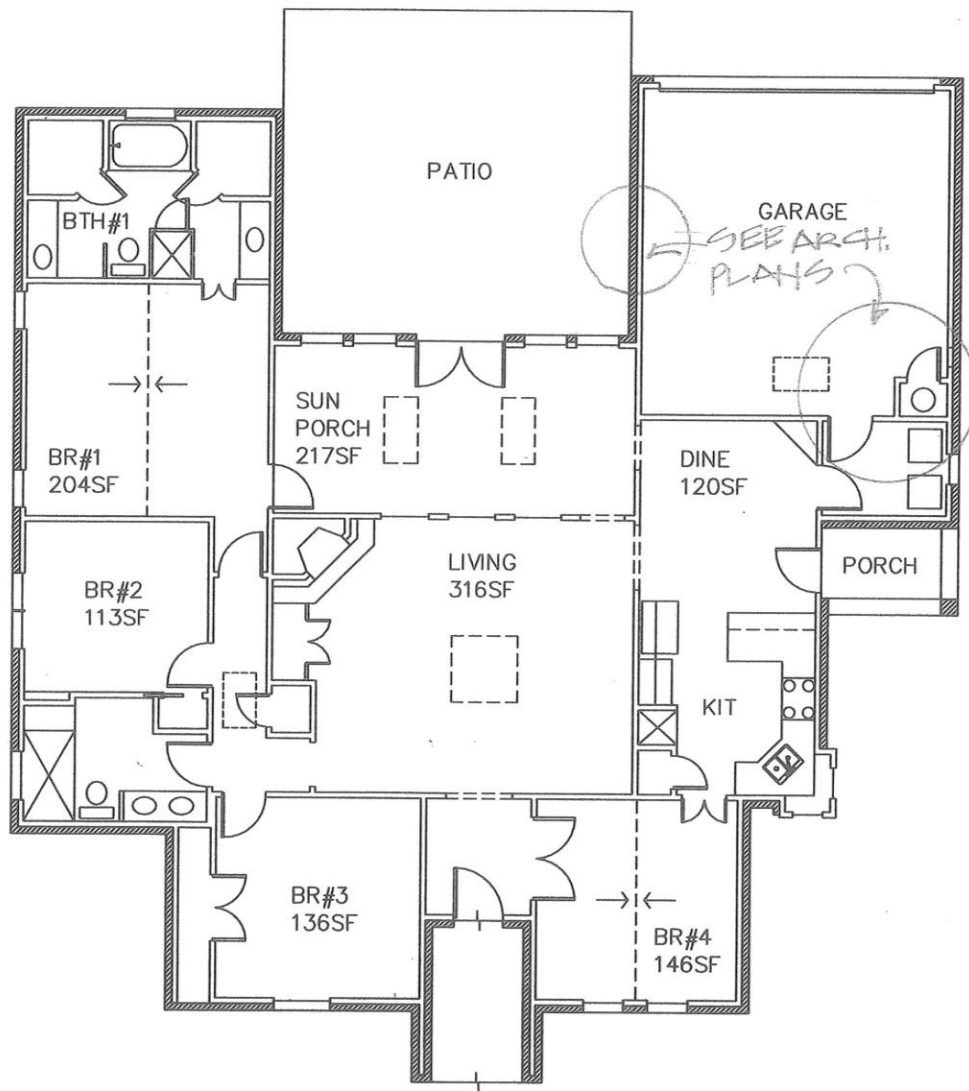 PATIO
GARAGE
SEE ARCH.
PLANS
BTH#1
SUN
PORCH
217SF
BR#1
204SF
DINE
120SF
LIVING
316SF
PORCH
BR#2
113SF
KIT
BR#3
136SF
BR#4
146SF